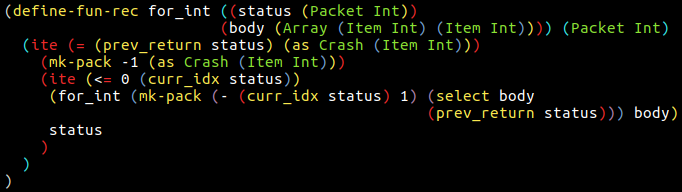 (define-fun-rec for_int ((status (Packet Int))
                         (body (Array (Item Int) (Item Int)))) (Packet Int)
  (ite (= (prev_return status) (as Crash (Item Int)))
    (mk-pack -1 (as Crash (Item Int)))
    (ite (<= 0 (curr_idx status))
     (for_int (mk-pack (- (curr_idx status) 1) (select body
                                               (prev_return status))) body)
     status
    )
  )
)